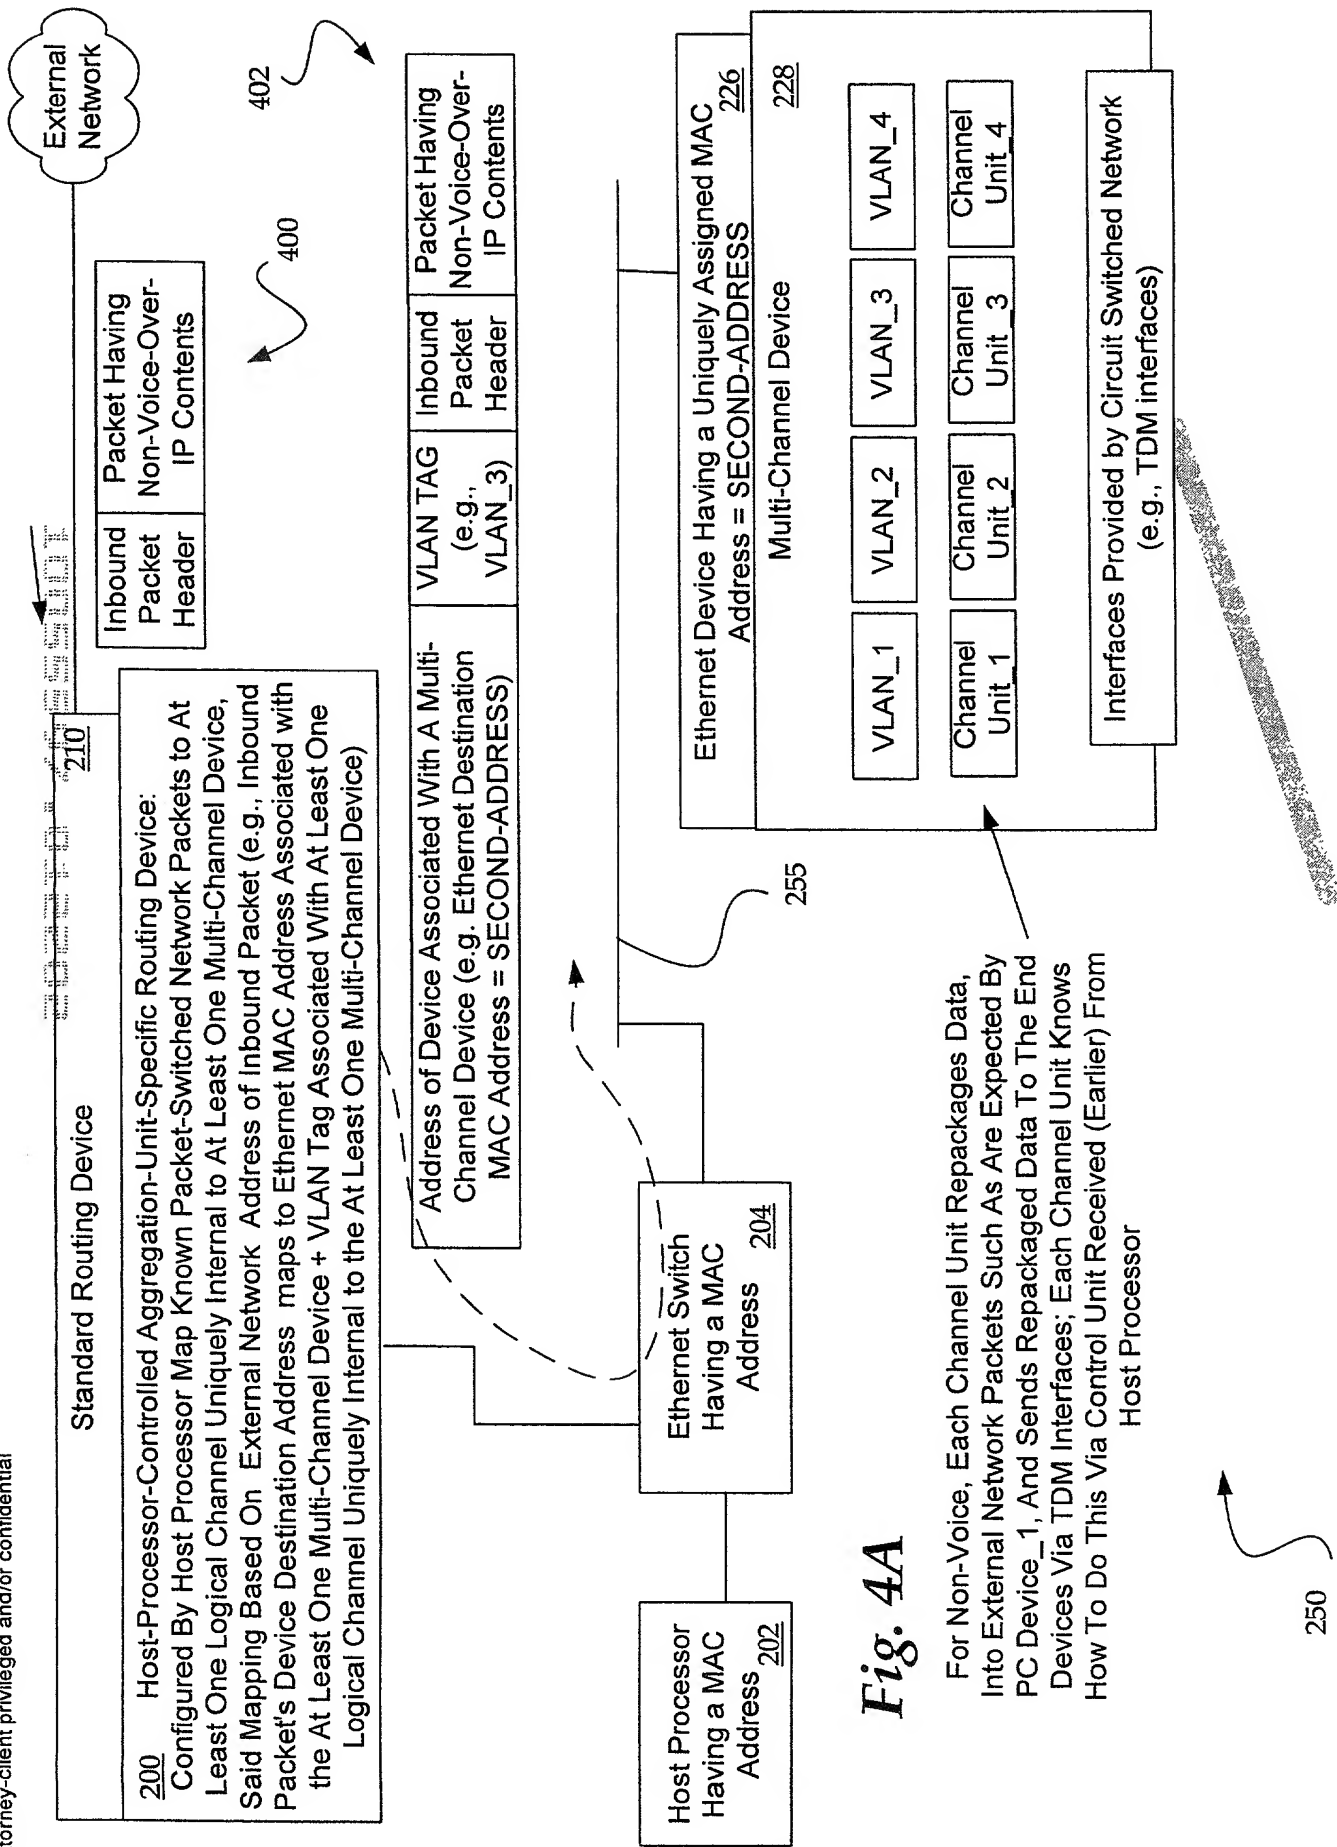 torney-client privileged and/or confidential
Standard Routing Device
210
External
Network
200 Host-Processor-Controlled Aggregation-Unit-Specific Routing Device:
Configured By Host Processor Map Known Packet-Switched Network Packets to At
Least One Logical Channel Uniquely Internal to At Least One Multi-Channel Device,
Said Mapping Based On External Network Address of Inbound Packet (e.g., Inbound
Packet's Device Destination Address maps to Ethernet MAC Address Associated with
the At Least One Multi-Channel Device + VLAN Tag Associated With At Least One
Logical Channel Uniquely Internal to the At Least One Multi-Channel Device)
Inbound
Packet
Header
Packet Having
Non-Voice-Over-
IP Contents
400
402
Address of Device Associated With A Multi-
Channel Device (e.g. Ethernet Destination
MAC Address = SECOND-ADDRESS)
VLAN TAG
(e.g.,
VLAN_3)
Inbound
Packet
Header
Packet Having
Non-Voice-Over-
IP Contents
Host Processor
Having a MAC
Address 202
Ethernet Switch
Having a MAC
Address 204
255
Ethernet Device Having a Uniquely Assigned MAC
Address = SECOND-ADDRESS 226
Multi-Channel Device 228
VLAN_1
VLAN_2
VLAN_3
VLAN_4
Channel
Unit_1
Channel
Unit_2
Channel
Unit_3
Channel
Unit_4
Interfaces Provided by Circuit Switched Network
(e.g., TDM interfaces)
Fig. 4A
For Non-Voice, Each Channel Unit Repackages Data,
Into External Network Packets Such As Are Expected By
PC Device_1, And Sends Repackaged Data To The End
Devices Via TDM Interfaces; Each Channel Unit Knows
How To Do This Via Control Unit Received (Earlier) From
Host Processor
250